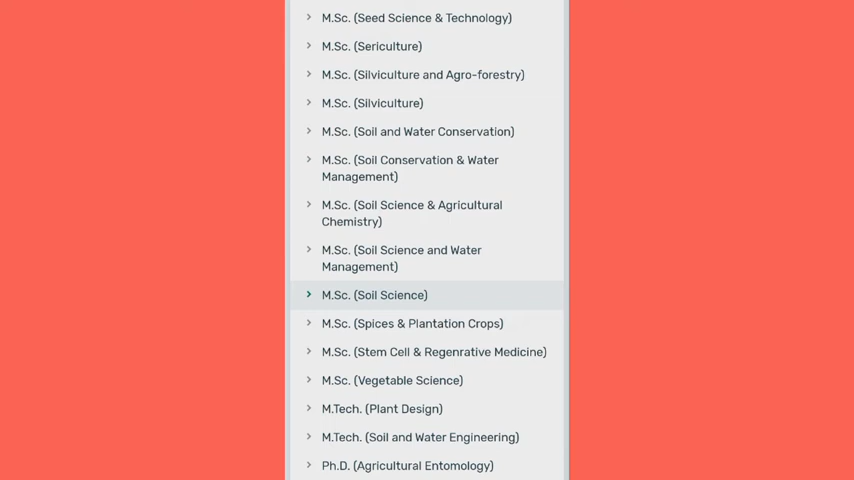 M.Sc. (Seed Science & Technology)
M.Sc. (Sericulture)
M.Sc. (Silviculture and Agro-forestry)
M.Sc. (Silviculture)
M.Sc. (Soil and Water Conservation)
M.Sc. (Soil Conservation & Water
Management)
M.Sc. (Soil Science & Agricultural
Chemistry)
M.Sc. (Soil Science and Water
Management)
M.Sc. (Soil Science)
M.Sc. (Spices & Plantation Crops)
M.Sc. (Stem Cell & Regenrative Medicine)
M.Sc. (Vegetable Science)
M.Tech. (Plant Design)
M.Tech. (Soil and Water Engineering)
Ph.D. (Agricultural Entomology)